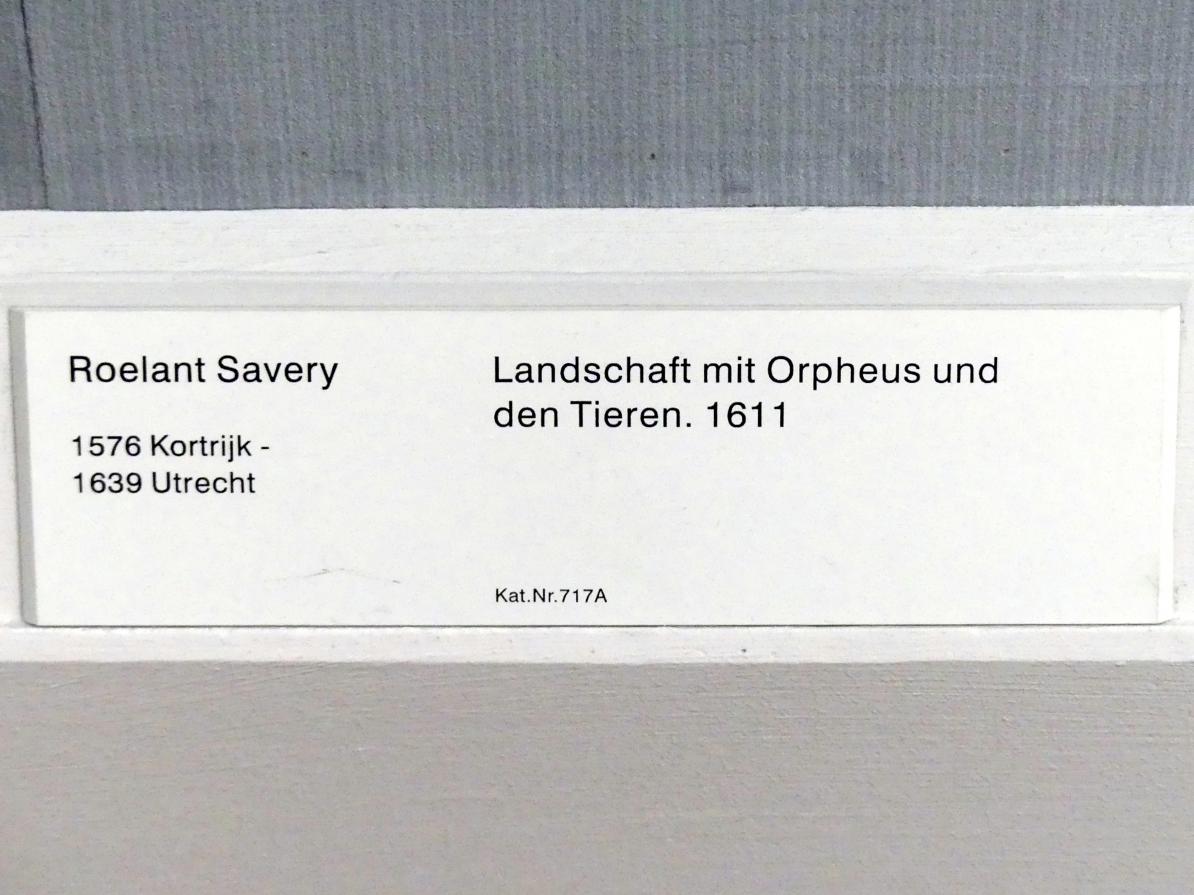 Roelant Savery
1576 Kortrijk -
1639 Utrecht
Landschaft mit Orpheus und
den Tieren. 1611
Kat.Nr.717A